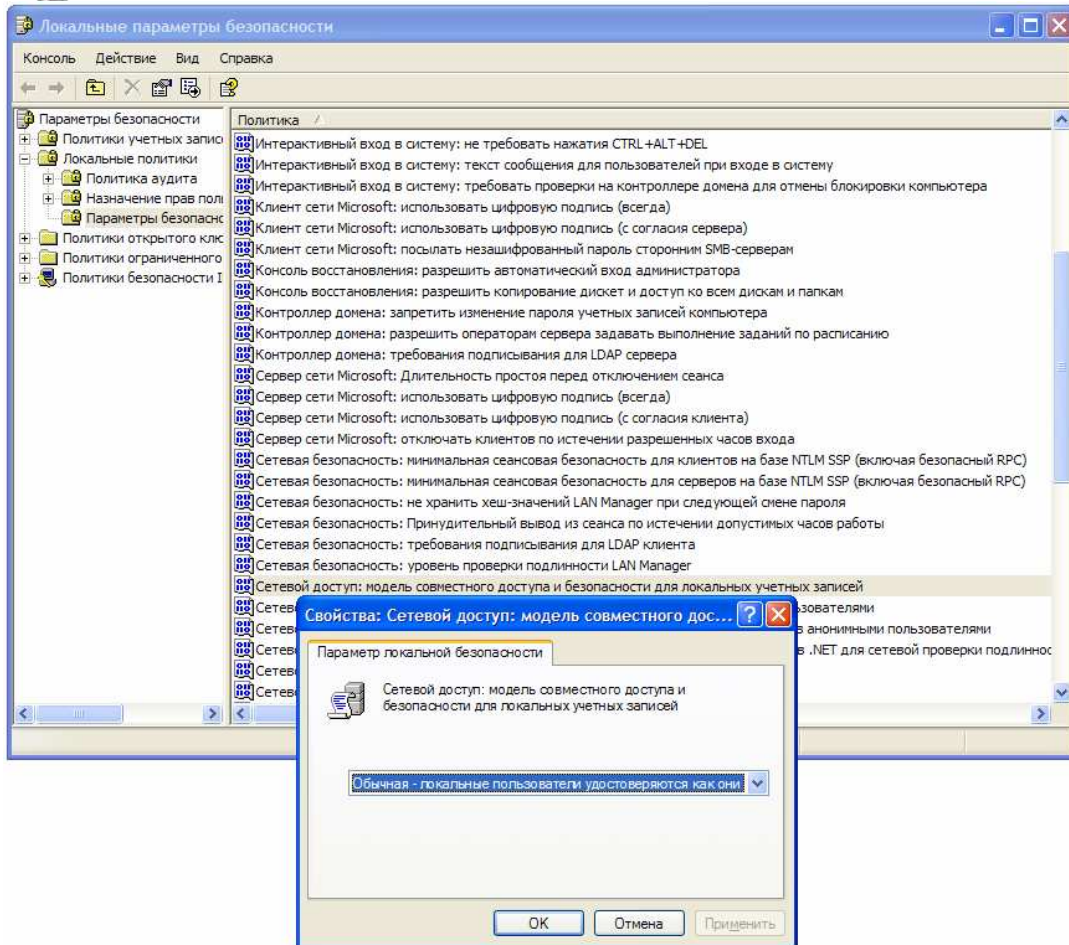 Локальные параметры безопасности
Консоль Действие Вид Справка
Параметры безопасности
Политики учетных записе
Локальные политики
Политика аудита
Назначение прав поль
Параметры безопаснс
Политики открытого клю
Политики ограниченного
Политики безопасности I
Политика
Интерактивный вход в систему: не требовать нажатия CTRL+ALT+DEL
Интерактивный вход в систему: текст сообщения для пользователей при входе в систему
Интерактивный вход в систему: требовать проверки на контроллере домена для отмены блокировки компьютера
Клиент сети Microsoft: использовать цифровую подпись (всегда)
Клиент сети Microsoft: использовать цифровую подпись (с согласия сервера)
Клиент сети Microsoft: посылать незашифрованный пароль сторонним SMB-серверам
Консоль восстановления: разрешить автоматический вход администратора
Консоль восстановления: разрешить копирование дискет и доступ ко всем дискам и папкам
Контроллер домена: запретить изменение пароля учетных записей компьютера
Контроллер домена: разрешить операторам сервера задавать выполнение заданий по расписанию
Контроллер домена: требования подписывания для LDAP сервера
Сервер сети Microsoft: Длительность простоя перед отключением сеанса
Сервер сети Microsoft: использовать цифровую подпись (всегда)
Сервер сети Microsoft: использовать цифровую подпись (с согласия клиента)
Сервер сети Microsoft: отключать клиентов по истечении разрешенных часов входа
Сетевая безопасность: минимальная сеансовая безопасность для клиентов на базе NTLM SSP (включая безопасный RPC)
Сетевая безопасность: минимальная сеансовая безопасность для серверов на базе NTLM SSP (включая безопасный RPC)
Сетевая безопасность: не хранить хеш-значений LAN Manager при следующей смене пароля
Сетевая безопасность: Принудительный вывод из сеанса по истечении допустимых часов работы
Сетевая безопасность: требования подписывания для LDAP клиента
Сетевая безопасность: уровень проверки подлинности LAN Manager
Сетевой доступ: модель совместного доступа и безопасности для локальных учетных записей
Сетев ьзователями
Сетев в анонимными пользователями
Сетев в .NET для сетевой проверки подлиннос
Сетев
Сетев
Свойства: Сетевой доступ: модель совместного дос...
Параметр локальной безопасности
Сетевой доступ: модель совместного доступа и
безопасности для локальных учетных записей
Обычная - локальные пользователи удостоверяются как они
OK Отмена Применить